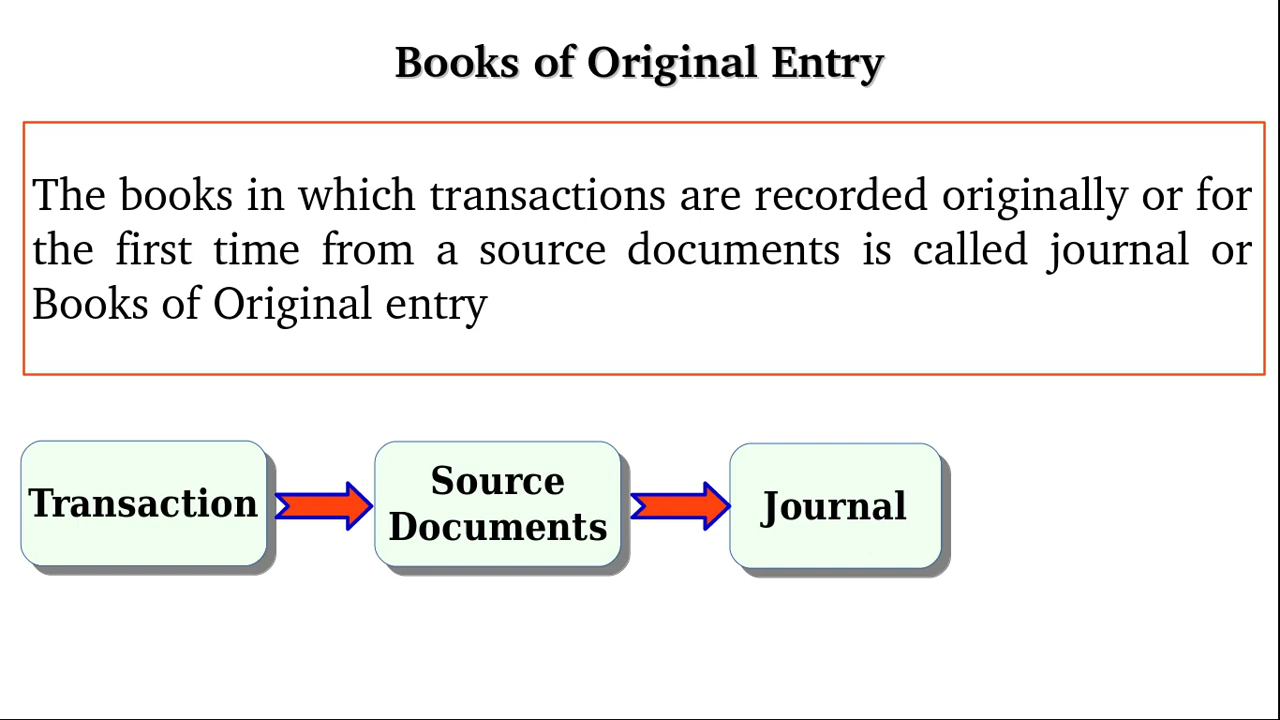 Books of Original Entry
The books in which transactions are recorded originally or for
the first time from a source documents is called journal or
Books of Original entry
Transaction
Source
Documents
Journal